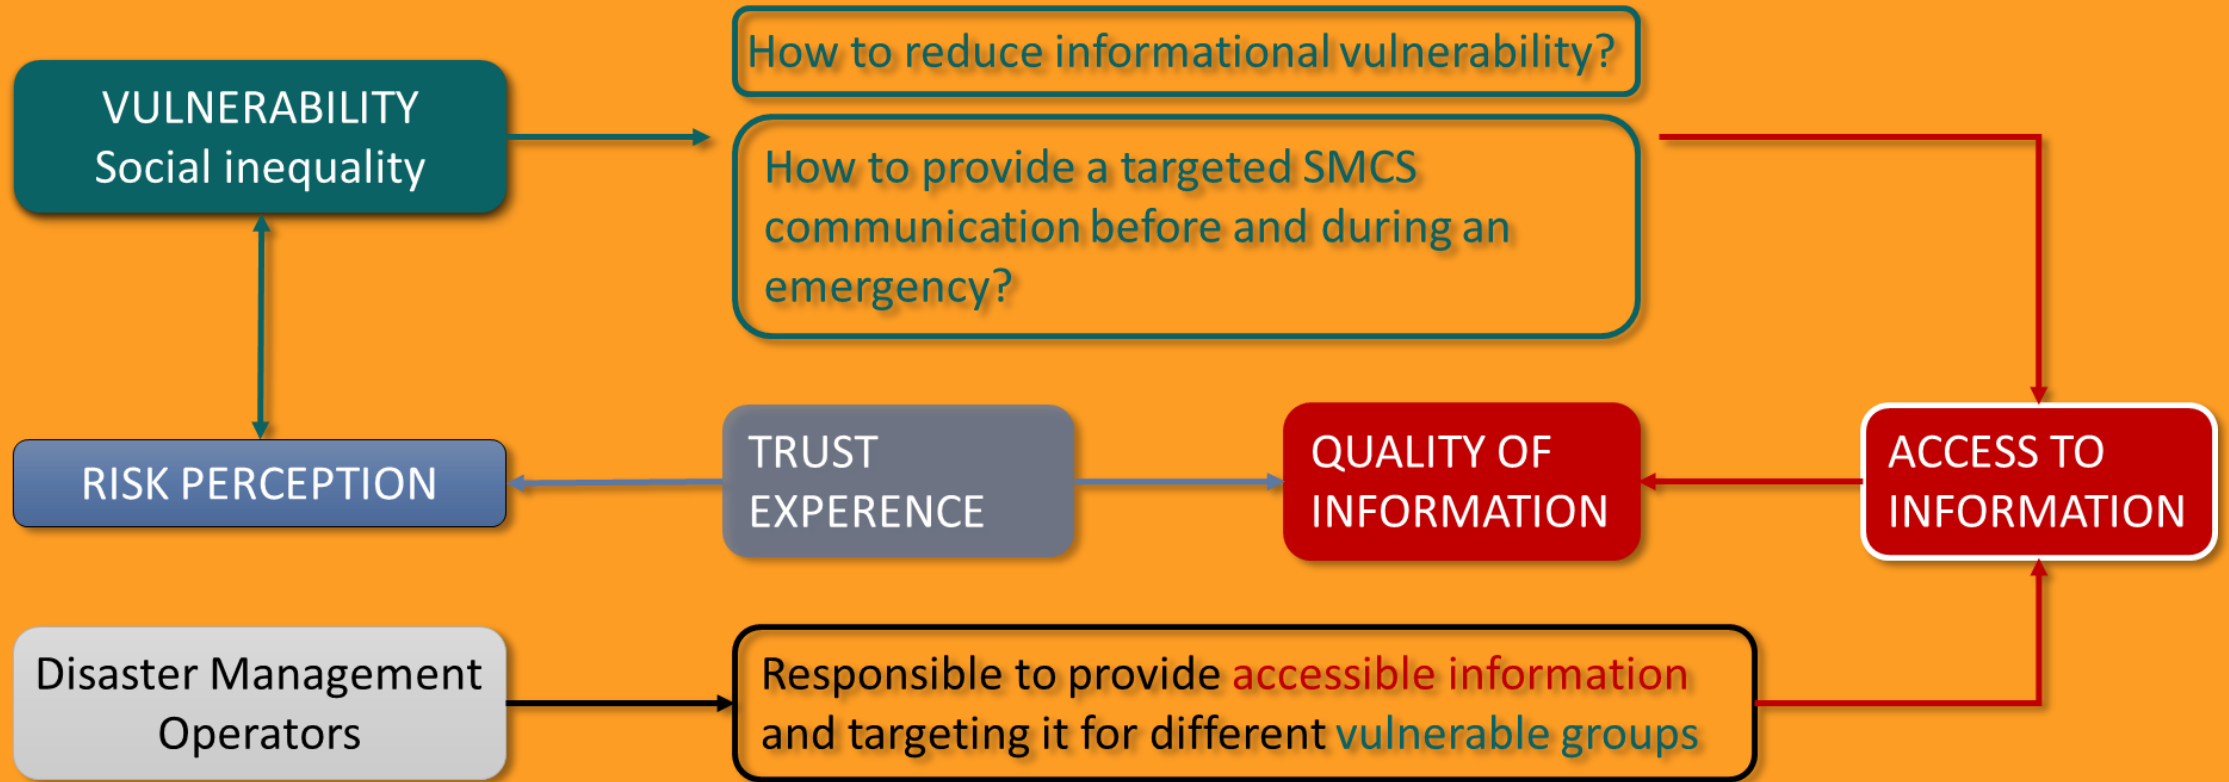 How to reduce informational vulnerability?
VULNERABILITY
Social inequality
How to provide a targeted SMCS
communication before and during an
emergency?
RISK PERCEPTION
TRUST
EXPERENCE
QUALITY OF
INFORMATION
ACCESS TO
INFORMATION
Disaster Management
Operators
Responsible to provide accessible information
and targeting it for different vulnerable groups